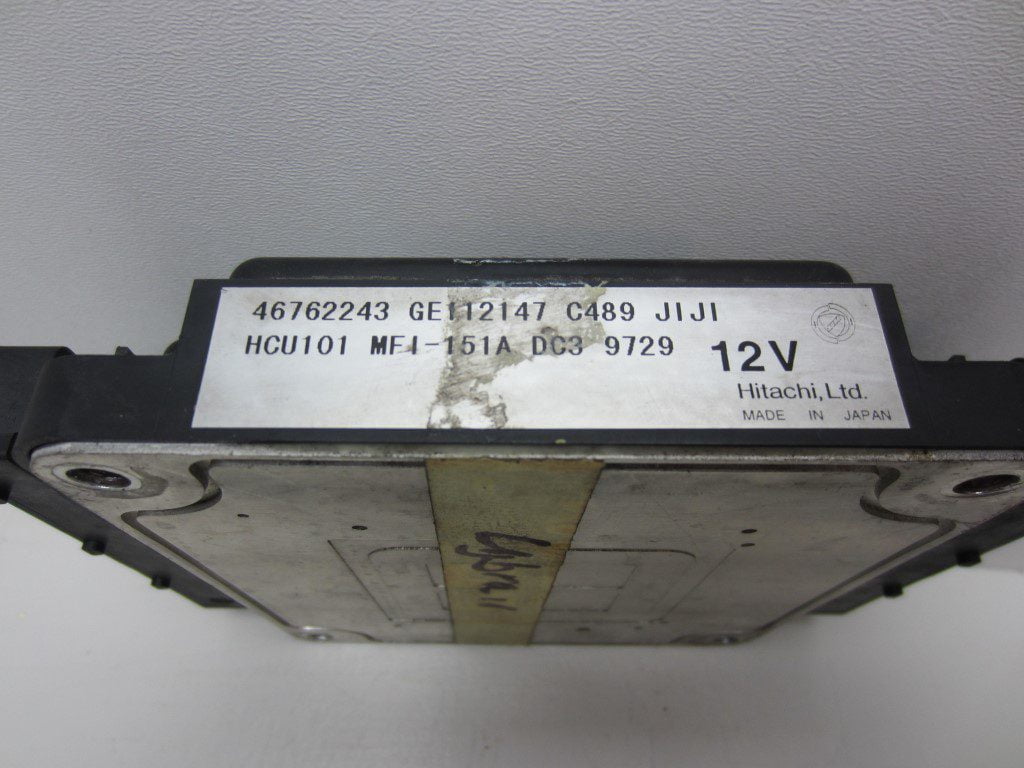 46762243 GE112147 C489 JIJI
HCU101 MFI-151A DC3 9729 12V
Hitachi, Ltd.
MADE IN JAPAN